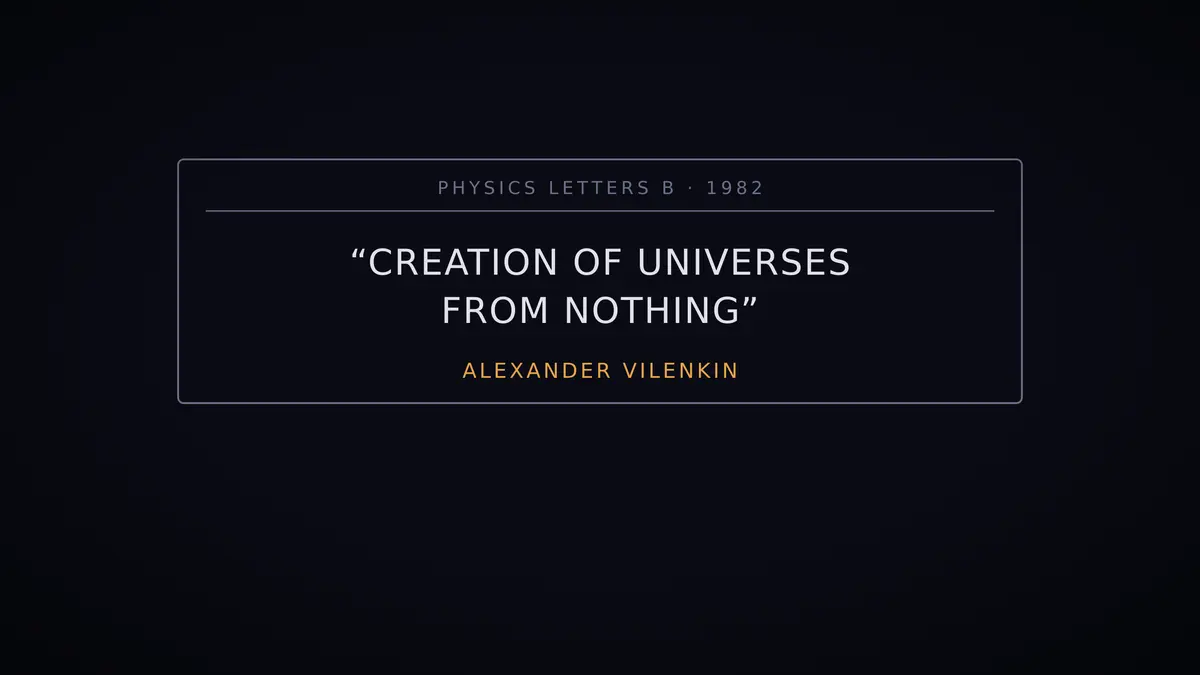 PHYSICS LETTERS B · 1982
“CREATION OF UNIVERSES
FROM NOTHING”
ALEXANDER VILENKIN